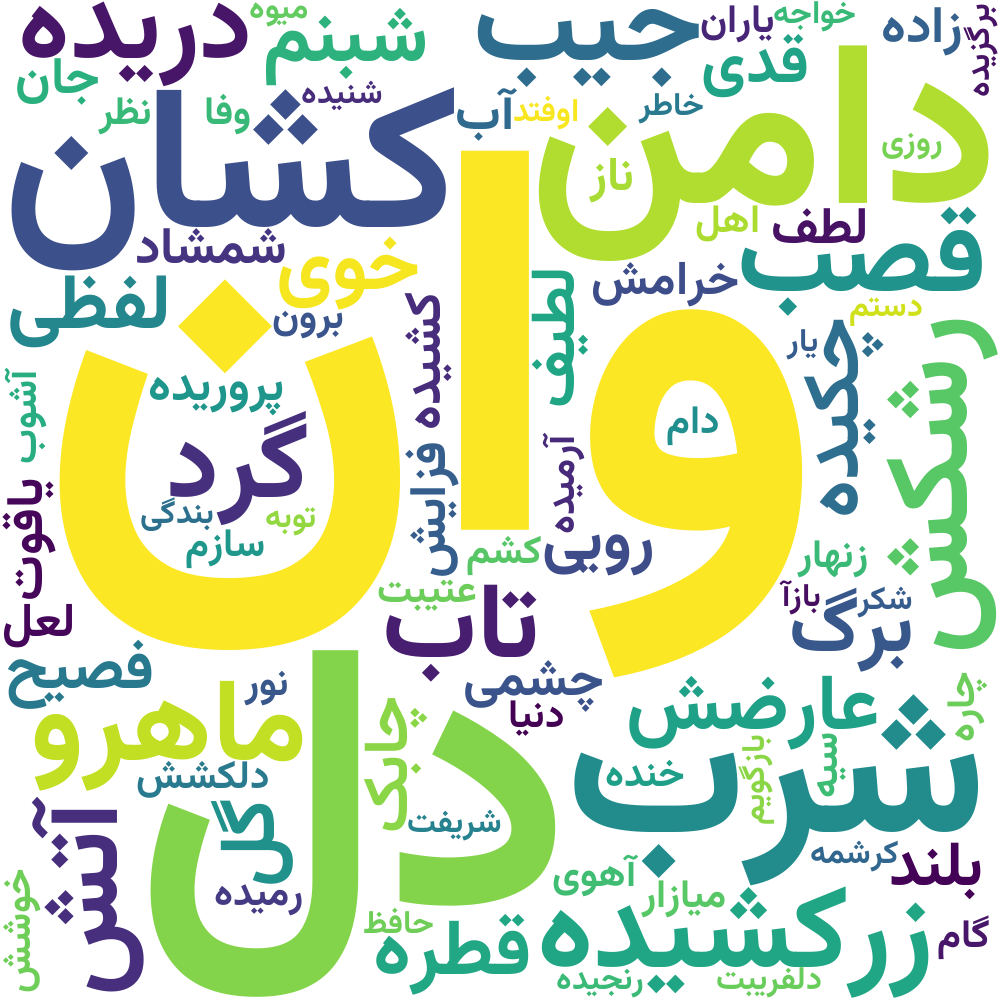 میوه
خواجه
یاران
برگزیده
زاده
دریده
شبنم
جیب
قدی
جان
نظر
وفا
شنیده
آب
اوفتد
خاطر
دامن
روزی
کشان
ناز
اهل
لطف
قصب
شمشاد
خوی
خرامش
لفظی
برون
کشیده
لطیف
دستم
یار
چکیده
رشکش
وان
آشوب
پروریده
دام
گرد
فزایش
آرمیده
یاقوت
بندگی
توبه
سازم
کشم
رویی
زنهار
عتیبت
بازآ
شکر
برگ
لعل
تاب
فصیح
نور
چشمی
دنیا
عارضش
چاره
ماهرو
دل
چابک
شرب
خنده
بازگویم
سیه
دلکشش
گل
شریفت
کرشمه
بلند
آتش
خوشش
رمیده
آهوی
میازار
حافظ
قطره
زرکشیده
گام
رنجیده
دلفریبت